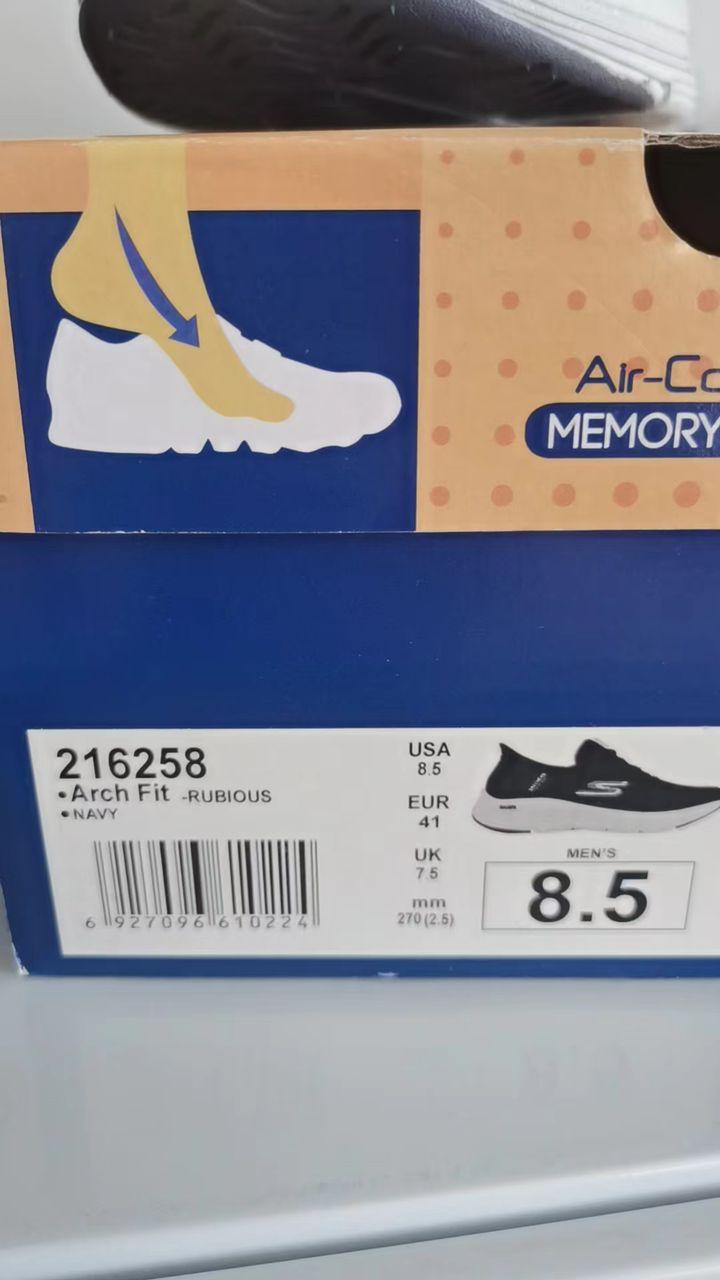 Air-Co
MEMORY
216258
•Arch Fit -RUBIOUS
•NAVY
6 927096 610224
USA
8.5
EUR
41
UK
7.5
mm
270(2.5)
MEN'S
8.5